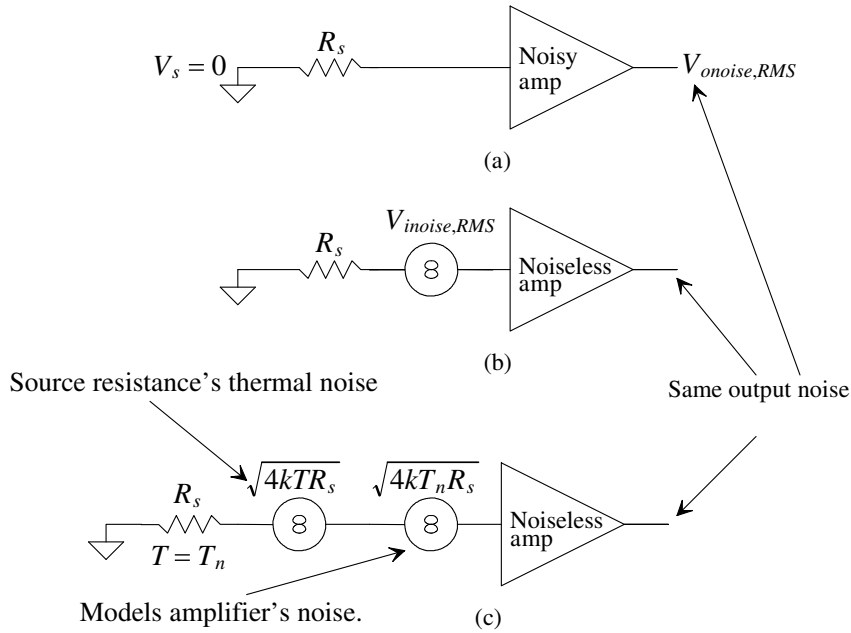 V_s = 0
R_s
Noisy amp
V_onoise,RMS
(a)
V_inoise,RMS
R_s
Noiseless amp
(b)
Source resistance's thermal noise
Same output noise
√4kTR_s
√4kT_nR_s
R_s
Noiseless amp
T = T_n
Models amplifier's noise.
(c)